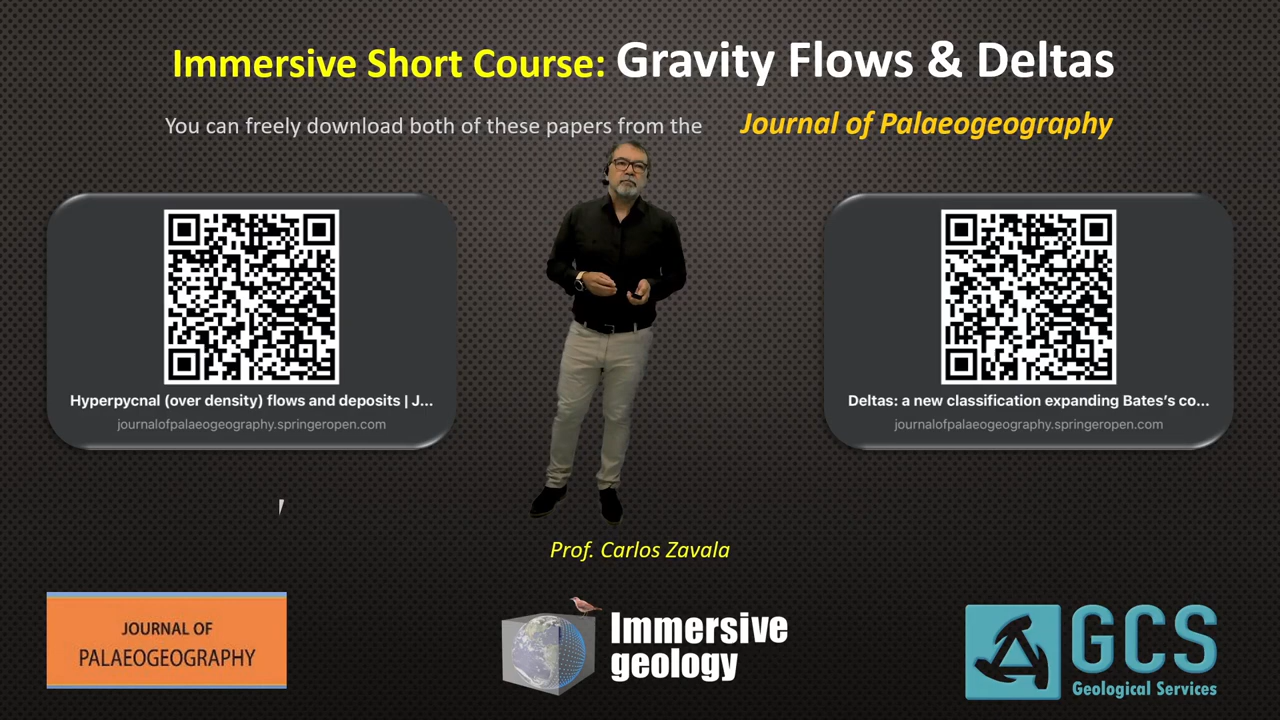 Immersive Short Course: Gravity Flows & Deltas
You can freely download both of these papers from the Journal of Palaeogeography
Hyperpycnal (over density) flows and deposits | J...
journalofpalaeogeography.springeropen.com
Deltas: a new classification expanding Bates’s co...
journalofpalaeogeography.springeropen.com
Prof. Carlos Zavala
JOURNAL OF
PALAEOGEOGRAPHY
Immersive
geology
GCS
Geological Services